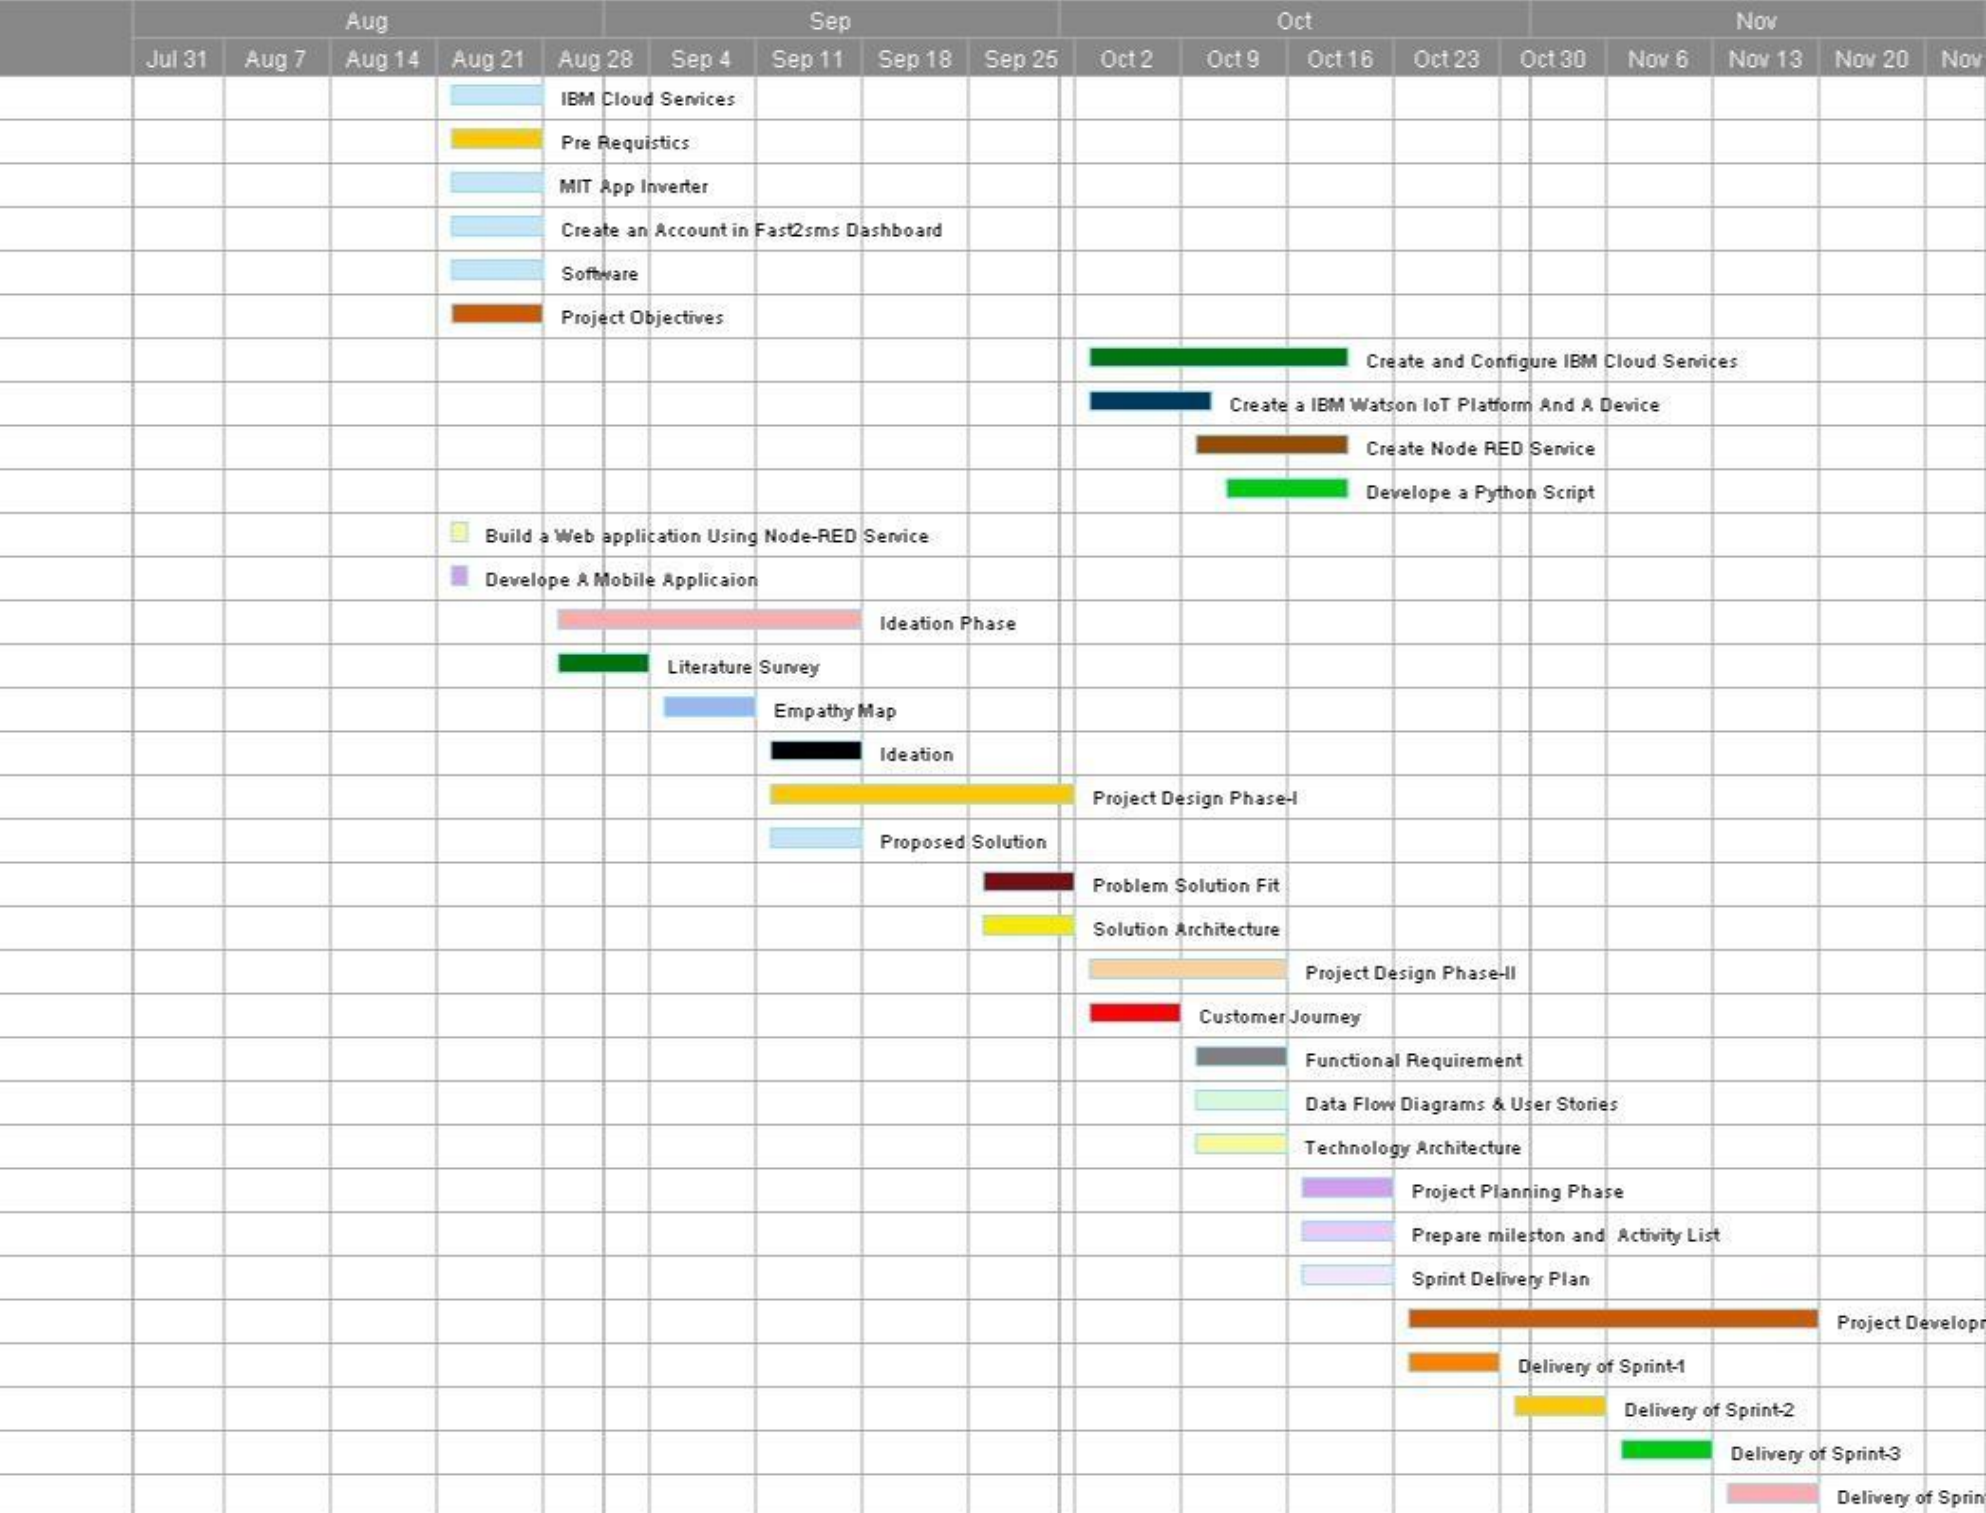 Aug Sep Oct Nov
Jul 31 Aug 7 Aug 14 Aug 21 Aug 28 Sep 4 Sep 11 Sep 18 Sep 25 Oct 2 Oct 9 Oct 16 Oct 23 Oct 30 Nov 6 Nov 13 Nov 20 Nov
IBM Cloud Services
Pre Requistics
MIT App Inverter
Create an Account in Fast2sms Dashboard
Software
Project Objectives
Create and Configure IBM Cloud Services
Create a IBM Watson IoT Platform And A Device
Create Node RED Service
Develope a Python Script
Build a Web application Using Node-RED Service
Develope A Mobile Applicaion
Ideation Phase
Literature Survey
Empathy Map
Ideation
Project Design Phase-I
Proposed Solution
Problem Solution Fit
Solution Architecture
Project Design Phase-II
Customer Journey
Functional Requirement
Data Flow Diagrams & User Stories
Technology Architecture
Project Planning Phase
Prepare mileston and Activity List
Sprint Delivery Plan
Project
Delivery of Sprint-1
Delivery of Sprint-2
Delivery of Sprint-3
Delivery of